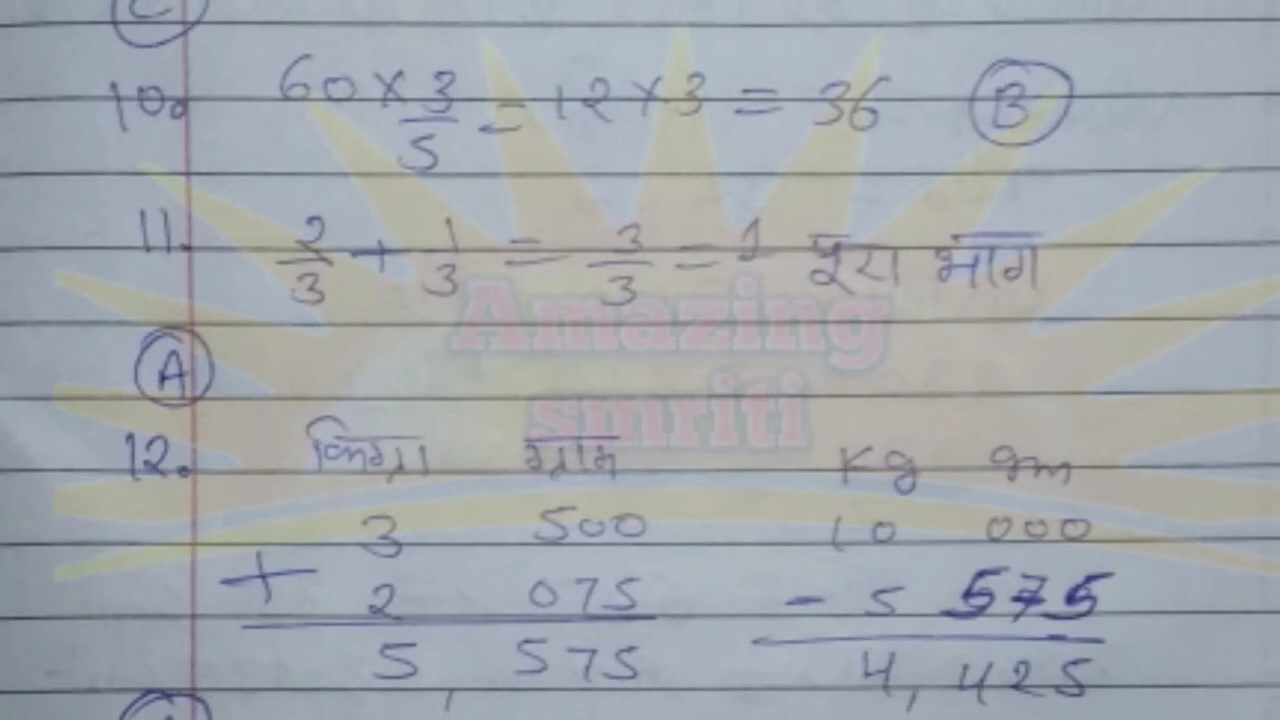 C
10. 60 × 3/5 = 12 × 3 = 36 B
11. 2/3 + 1/3 = 3/3 = 1 पूरा भाग
Amazing
A
smriti
12. किग्रा ग्राम Kg gm
3 500 10 000
+ 2 075 - 5 575
5, 575 4, 425